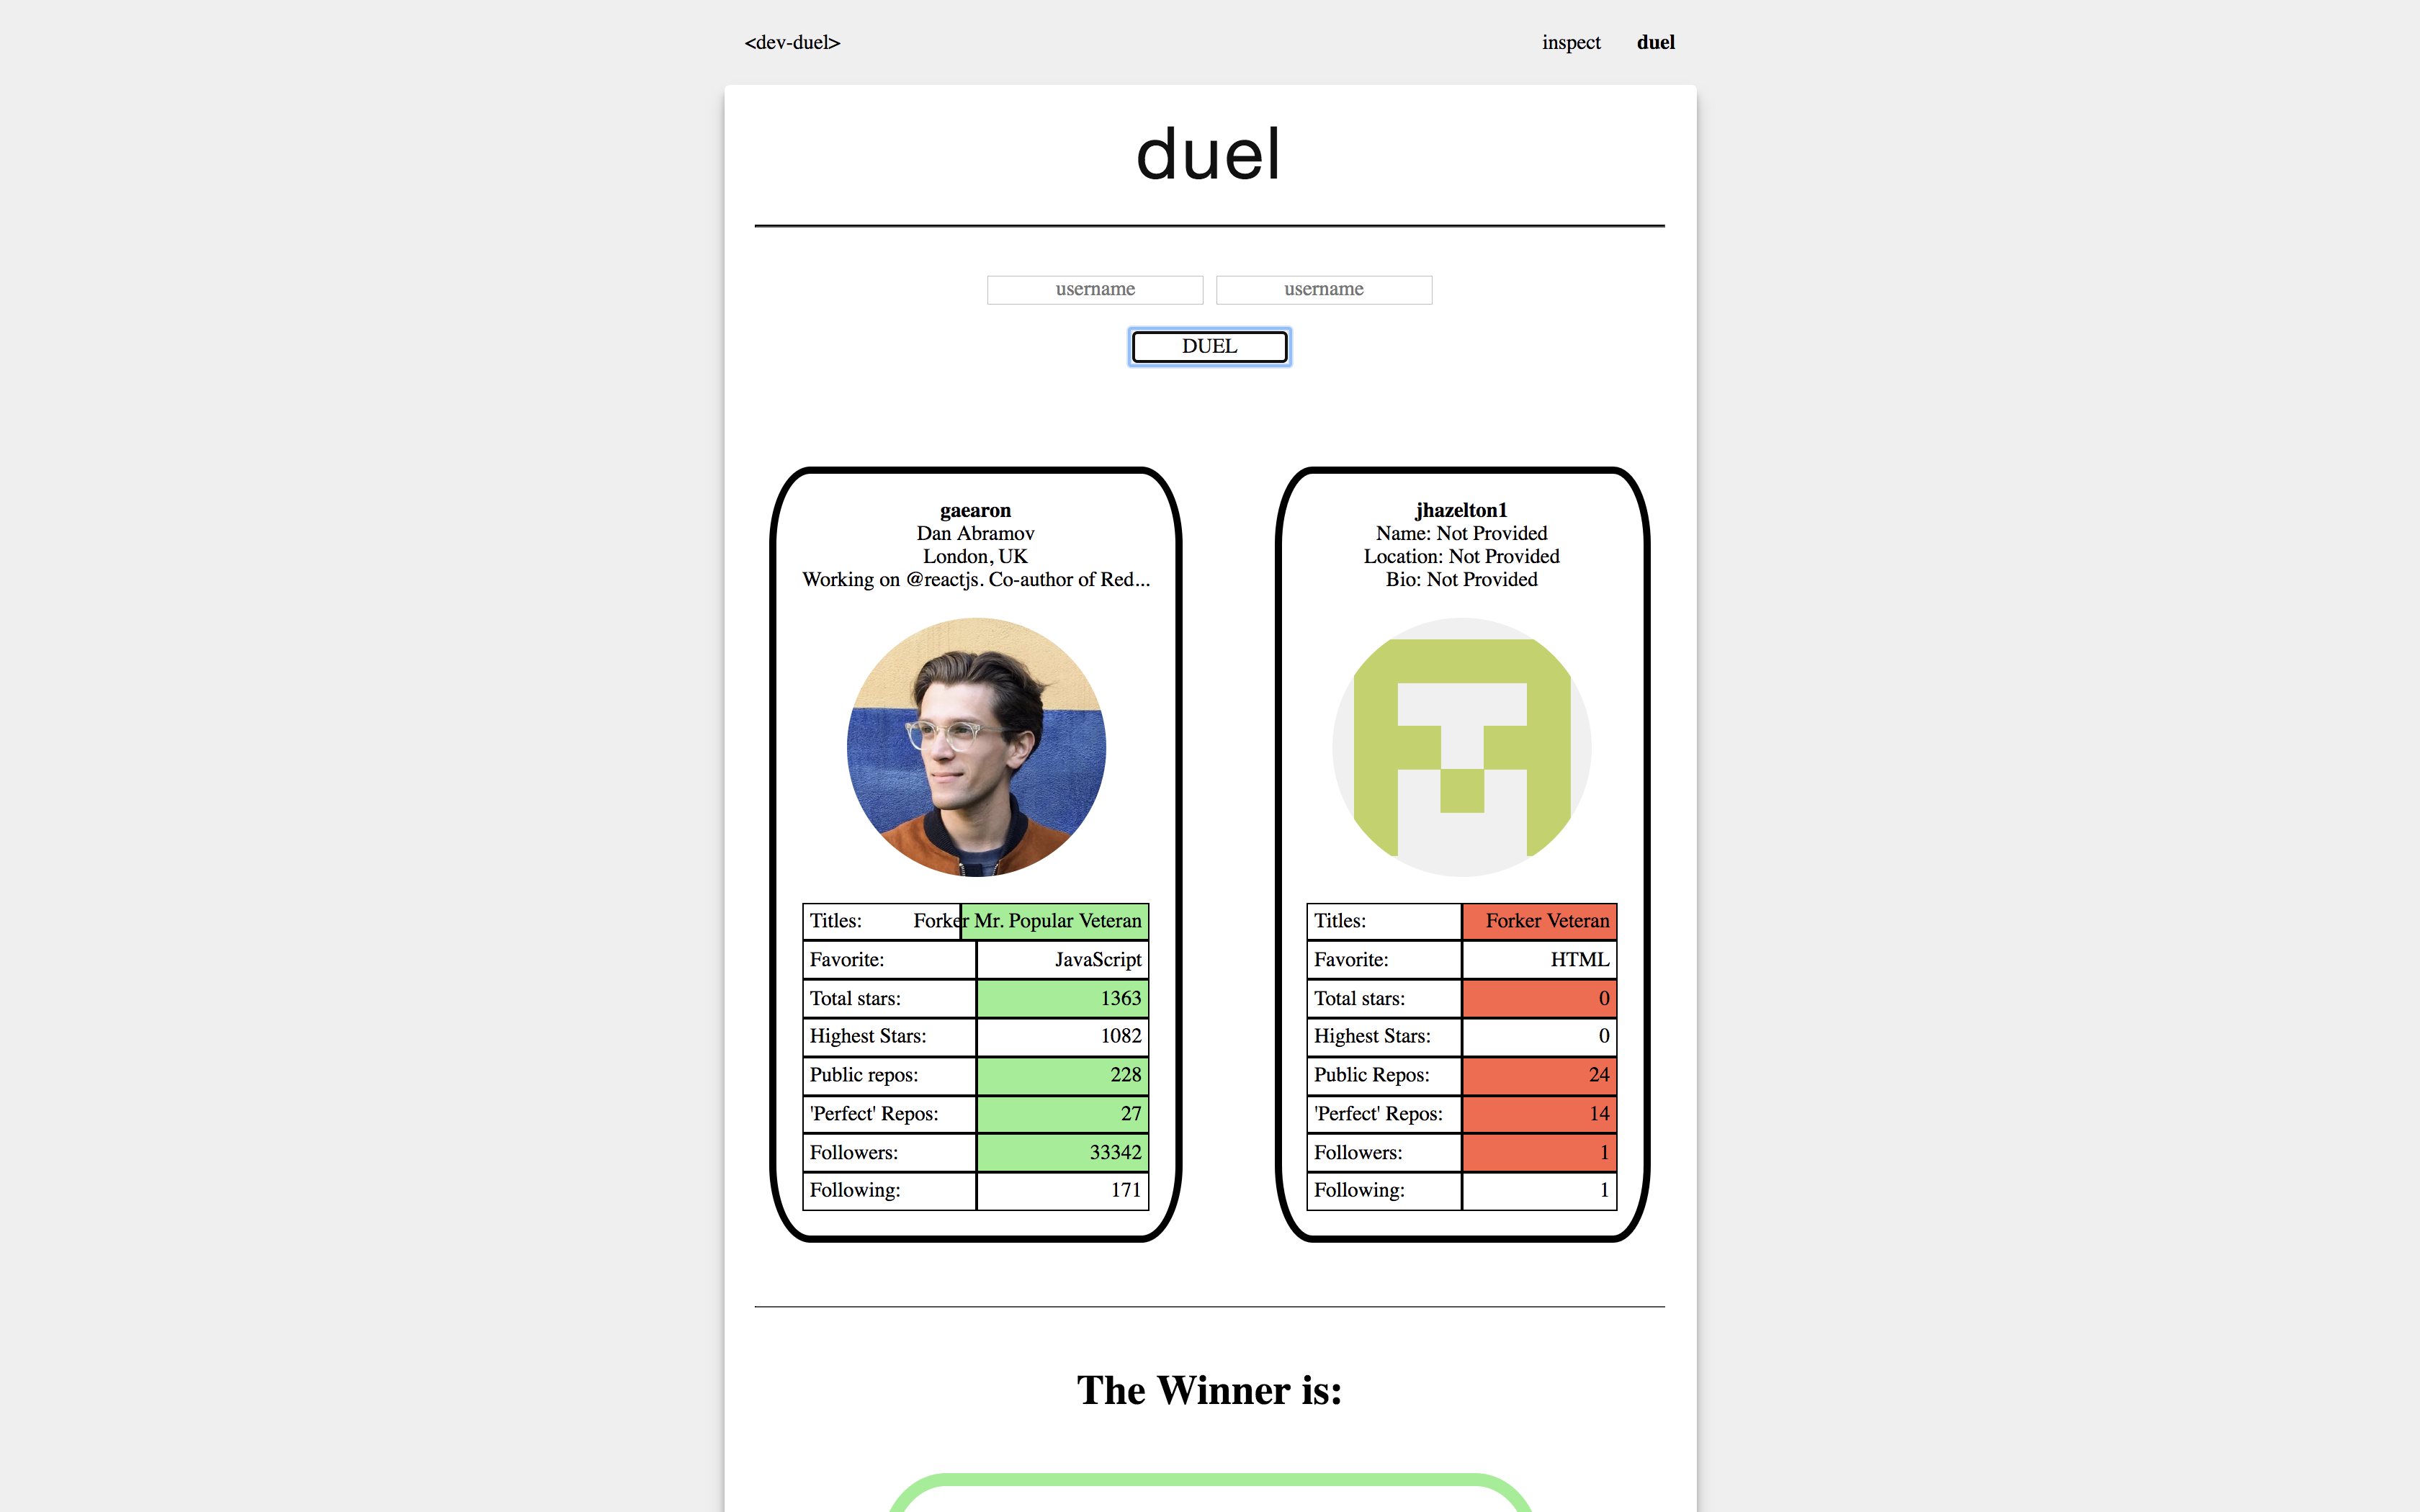 <dev-duel> inspect duel
duel
username username
DUEL
gaearon
Dan Abramov
London, UK
Working on @reactjs. Co-author of Red...
Titles: Forker Mr. Popular Veteran
Favorite: JavaScript
Total stars: 1363
Highest Stars: 1082
Public repos: 228
'Perfect' Repos: 27
Followers: 33342
Following: 171
jhazelton1
Name: Not Provided
Location: Not Provided
Bio: Not Provided
Titles: Forker Veteran
Favorite: HTML
Total stars: 0
Highest Stars: 0
Public Repos: 24
'Perfect' Repos: 14
Followers: 1
Following: 1
The Winner is: